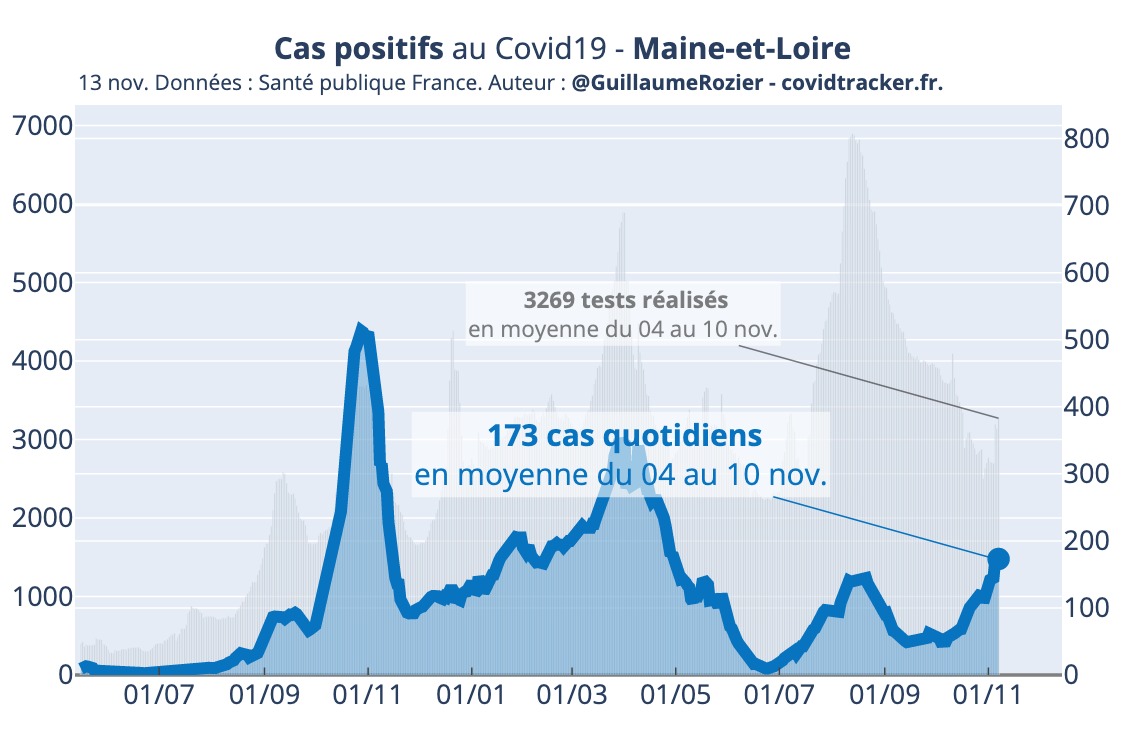 Cas positifs au Covid19 - Maine-et-Loire
13 nov. Données : Santé publique France. Auteur : @GuillaumeRozier - covidtracker.fr.
7000
6000
5000
4000
3000
2000
1000
0
800
700
600
500
400
300
200
100
0
3269 tests réalisés
en moyenne du 04 au 10 nov.
173 cas quotidiens
en moyenne du 04 au 10 nov.
01/07 01/09 01/11 01/01 01/03 01/05 01/07 01/09 01/11